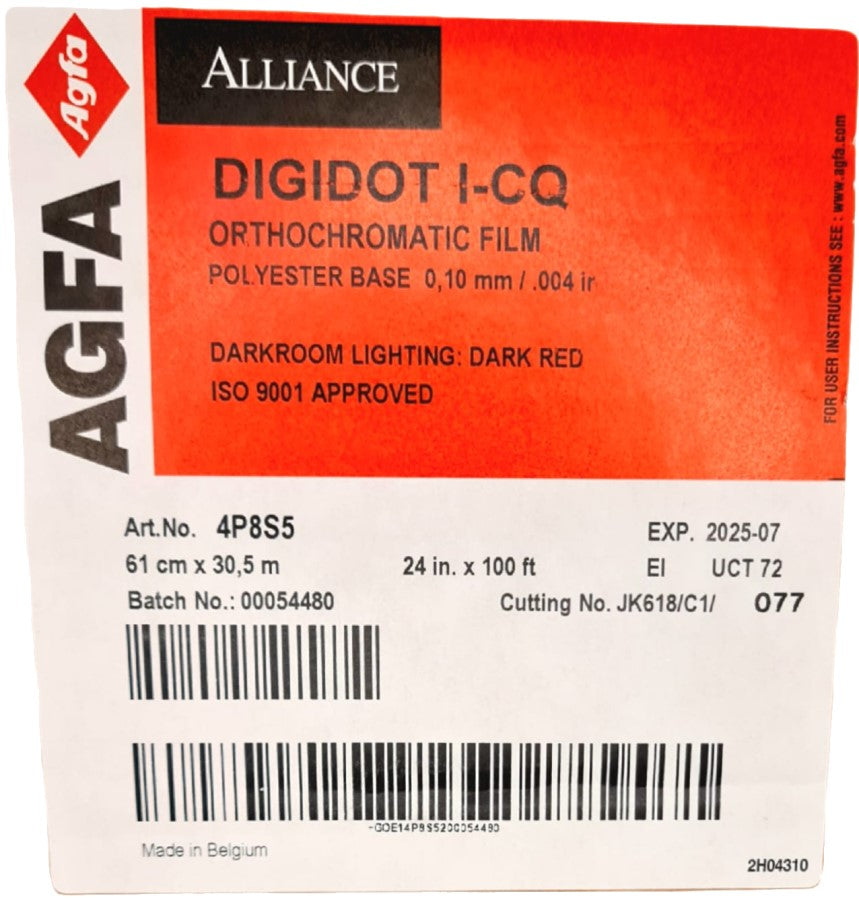 Agfa
AGFA
ALLIANCE
DIGIDOT I-CQ
ORTHOCHROMATIC FILM
POLYESTER BASE 0,10 mm / .004 in
DARKROOM LIGHTING: DARK RED
ISO 9001 APPROVED
FOR USER INSTRUCTIONS SEE : www.agfa.com
Art.No. 4P8S5 EXP. 2025-07
61 cm x 30,5 m 24 in. x 100 ft EI UCT 72
Batch No.: 00054480 Cutting No. JK618/C1/ 077
Made in Belgium
2H04310